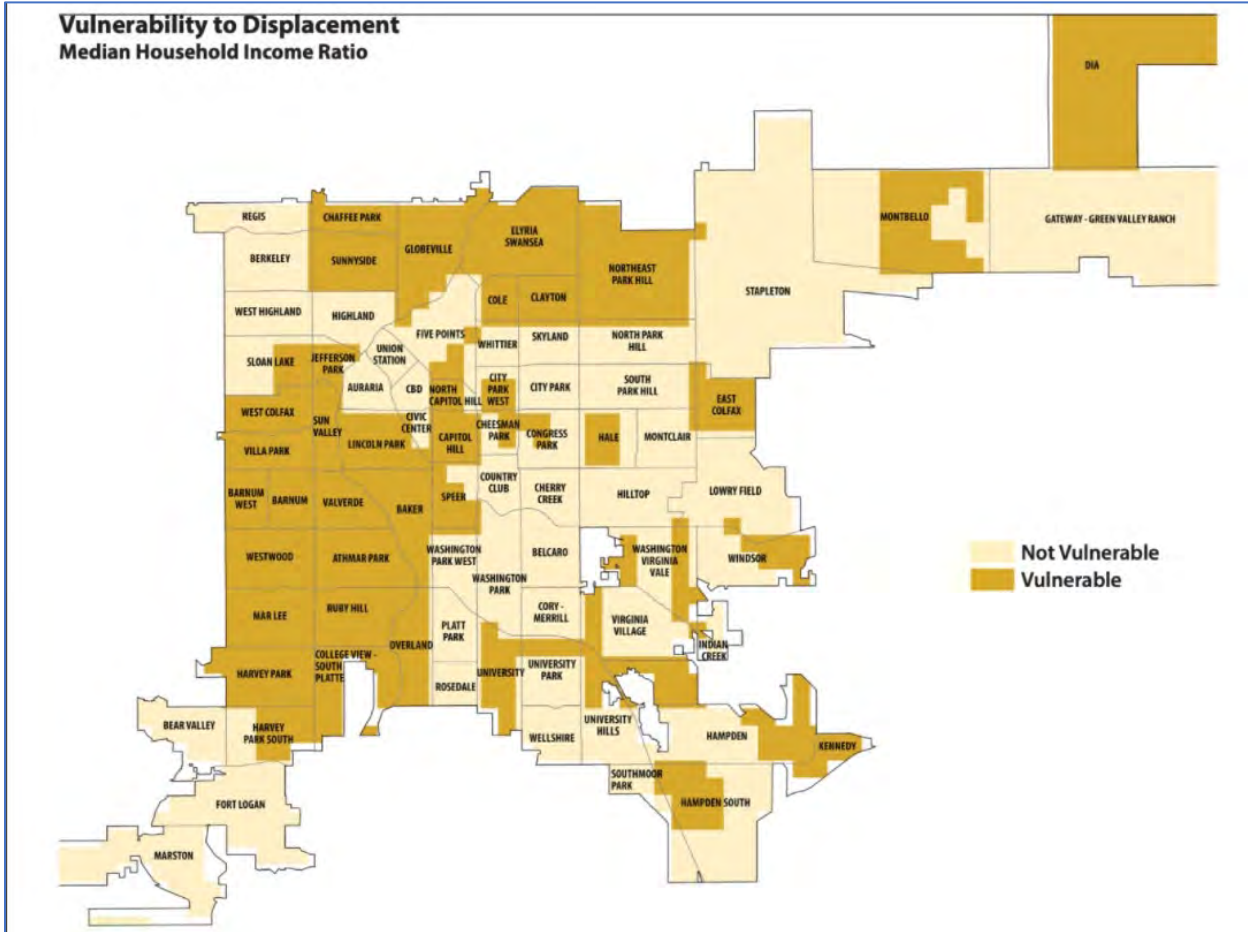 Vulnerability to Displacement
Median Household Income Ratio
DIA
REGIS
CHAFFEE PARK
GLOBEVILLE
ELYRIA
SWANSEA
MONTBELLO
GATEWAY - GREEN VALLEY RANCH
BERKELEY
SUNNYSIDE
NORTHEAST
PARK HILL
STAPLETON
WEST HIGHLAND
HIGHLAND
COLE
CLAYTON
FIVE POINTS
WHITTIER
SKYLAND
NORTH PARK
HILL
SLOAN LAKE
JEFFERSON
PARK
UNION
STATION
AURARIA
CBD
NORTH
CAPITOL HILL
CITY
PARK
WEST
CITY PARK
SOUTH
PARK HILL
WEST COLFAX
SUN
VALLEY
CIVIC
CENTER
EAST
COLFAX
VILLA PARK
LINCOLN PARK
CAPITOL
HILL
CHEESMAN
PARK
CONGRESS
PARK
HALE
MONTCLAIR
BARNUM
WEST
BARNUM
VALVERDE
BAKER
SPEER
COUNTRY
CLUB
CHERRY
CREEK
HILLTOP
LOWRY FIELD
WESTWOOD
ATHMAR PARK
WASHINGTON
PARK WEST
WASHINGTON
PARK
BELCARO
WASHINGTON
VIRGINIA
VALE
WINDSOR
Not Vulnerable
Vulnerable
MAR LEE
RUBY HILL
OVERLAND
PLATT
PARK
CORY -
MERRILL
VIRGINIA
VILLAGE
INDIAN
CREEK
HARVEY PARK
COLLEGE VIEW -
SOUTH
PLATTE
ROSEDALE
UNIVERSITY
UNIVERSITY
PARK
BEAR VALLEY
HARVEY
PARK SOUTH
WELLSHIRE
UNIVERSITY
HILLS
HAMPDEN
KENNEDY
FORT LOGAN
SOUTHMOOR
PARK
HAMPDEN SOUTH
MARSTON